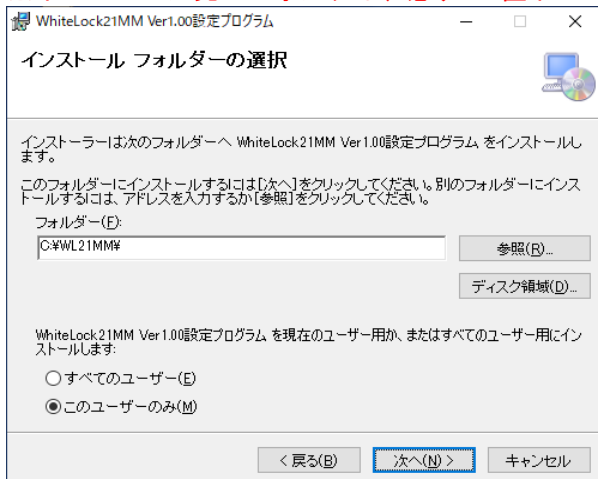 WhiteLock21MM Ver1.00設定プログラム
インストール フォルダーの選択
インストーラーは次のフォルダーへ WhiteLock21MM Ver1.00設定プログラム をインストールし
ます。
このフォルダーにインストールするには[次へ]をクリックしてください。別のフォルダーにインス
トールするには、アドレスを入力するか[参照]をクリックしてください。
フォルダー(F):
C:¥WL21MM¥
参照(R)...
ディスク領域(D)...
WhiteLock21MM Ver1.00設定プログラム を現在のユーザー用か、またはすべてのユーザー用にイン
ストールします:
すべてのユーザー(E)
このユーザーのみ(M)
< 戻る(B)
次へ(N) >
キャンセル